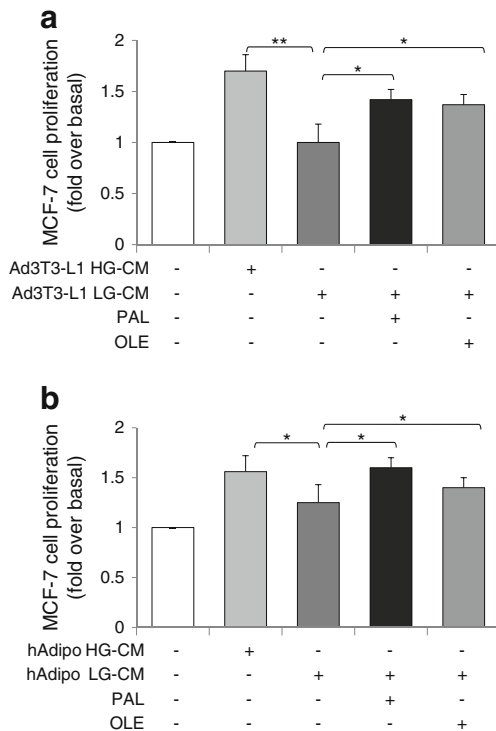 a
MCF-7 cell proliferation
(fold over basal)
2
1.5
1
0.5
0
** * *
Ad3T3-L1 HG-CM - + - - -
Ad3T3-L1 LG-CM - - + + +
PAL - - - + -
OLE - - - - +
b
MCF-7 cell proliferation
(fold over basal)
2
1.5
1
0.5
0
* * *
hAdipo HG-CM - + - - -
hAdipo LG-CM - - + + +
PAL - - - + -
OLE - - - - +